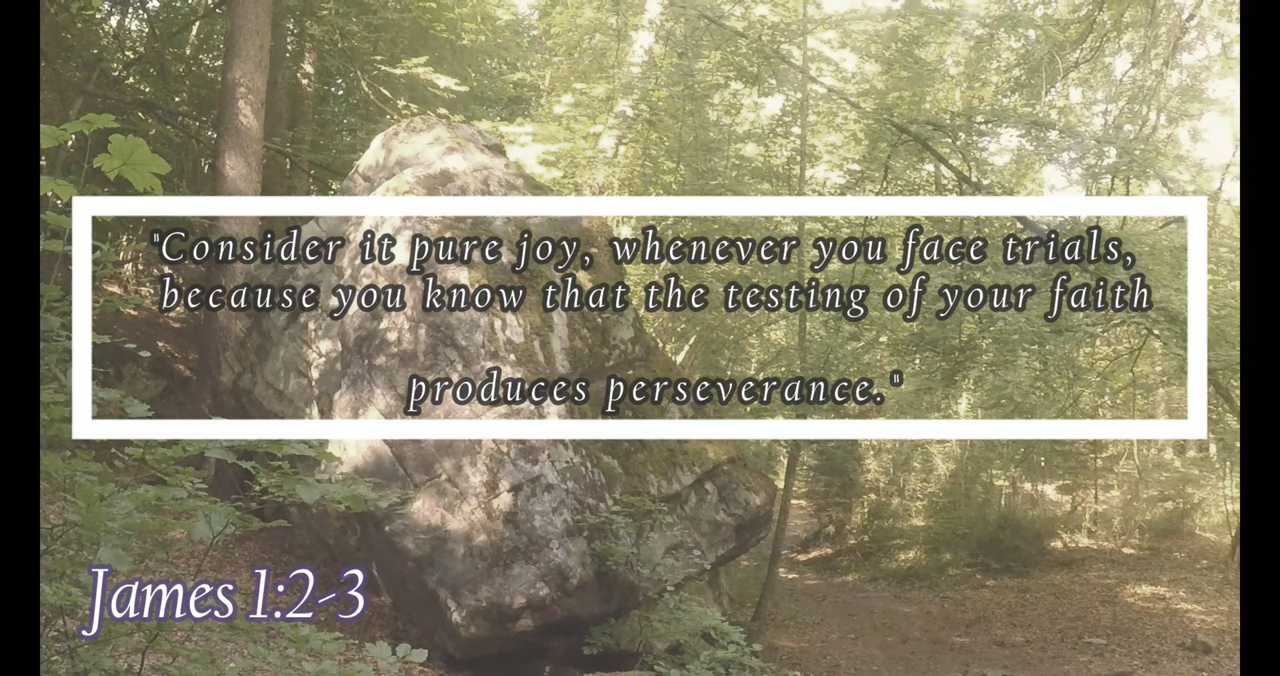 "Consider it pure joy, whenever you face trials,
because you know that the testing of your faith
produces perseverance."
James 1:2-3